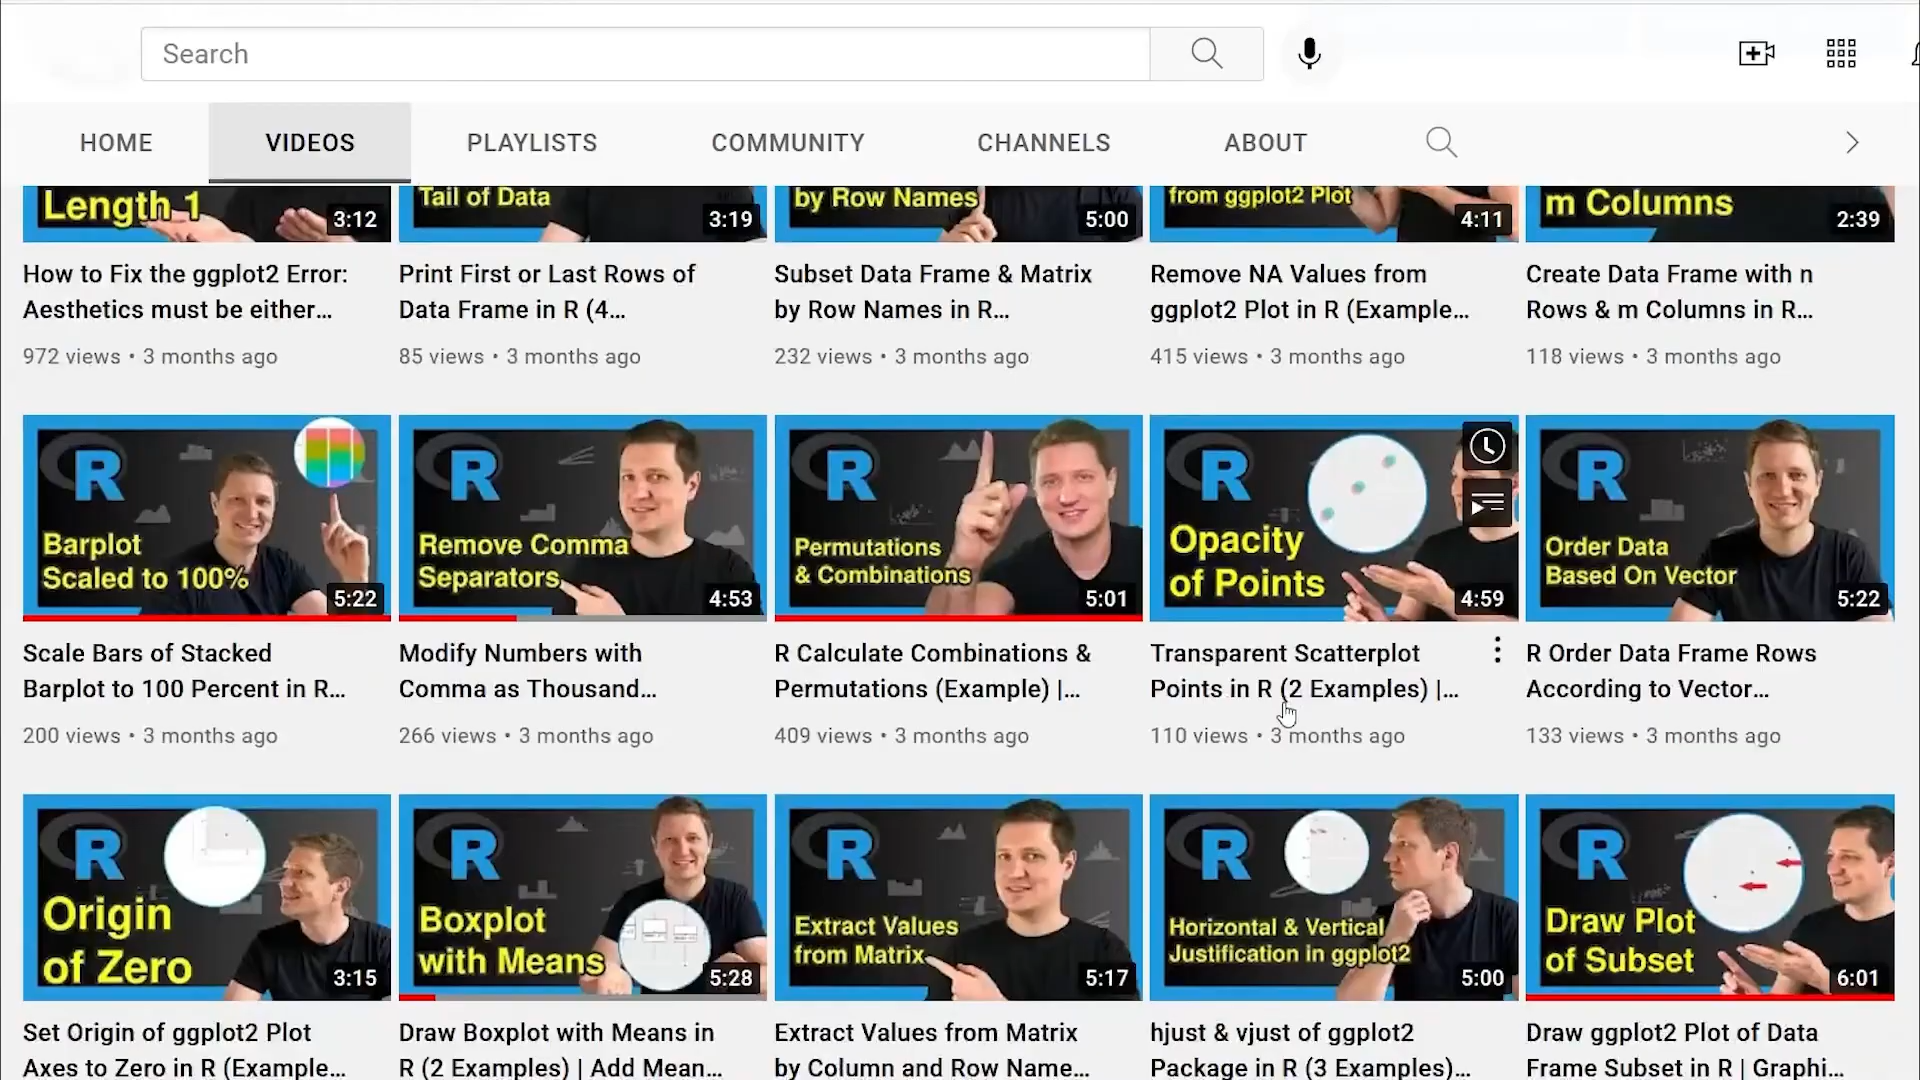 Search
HOME VIDEOS PLAYLISTS COMMUNITY CHANNELS ABOUT
Length 1
3:12
Tail of Data
3:19
by Row Names
5:00
from ggplot2 Plot
4:11
m Columns
2:39
How to Fix the ggplot2 Error:
Aesthetics must be either...
972 views • 3 months ago
Print First or Last Rows of
Data Frame in R (4...
85 views • 3 months ago
Subset Data Frame & Matrix
by Row Names in R...
232 views • 3 months ago
Remove NA Values from
ggplot2 Plot in R (Example...
415 views • 3 months ago
Create Data Frame with n
Rows & m Columns in R...
118 views • 3 months ago
R
Barplot
Scaled to 100%
5:22
R
Remove Comma
Separators
4:53
R
Permutations
& Combinations
5:01
R
Opacity
of Points
4:59
R
Order Data
Based On Vector
5:22
Scale Bars of Stacked
Barplot to 100 Percent in R...
200 views • 3 months ago
Modify Numbers with
Comma as Thousand...
266 views • 3 months ago
R Calculate Combinations &
Permutations (Example) |...
409 views • 3 months ago
Transparent Scatterplot
Points in R (2 Examples) |...
110 views • 3 months ago
R Order Data Frame Rows
According to Vector...
133 views • 3 months ago
R
Origin
of Zero
3:15
R
Boxplot
with Means
5:28
R
Extract Values
from Matrix
5:17
R
Horizontal & Vertical
Justification in ggplot2
5:00
R
Draw Plot
of Subset
6:01
Set Origin of ggplot2 Plot
Axes to Zero in R (Example...
Draw Boxplot with Means in
R (2 Examples) | Add Mean...
Extract Values from Matrix
by Column and Row Name...
hjust & vjust of ggplot2
Package in R (3 Examples)...
Draw ggplot2 Plot of Data
Frame Subset in R | Graphi...